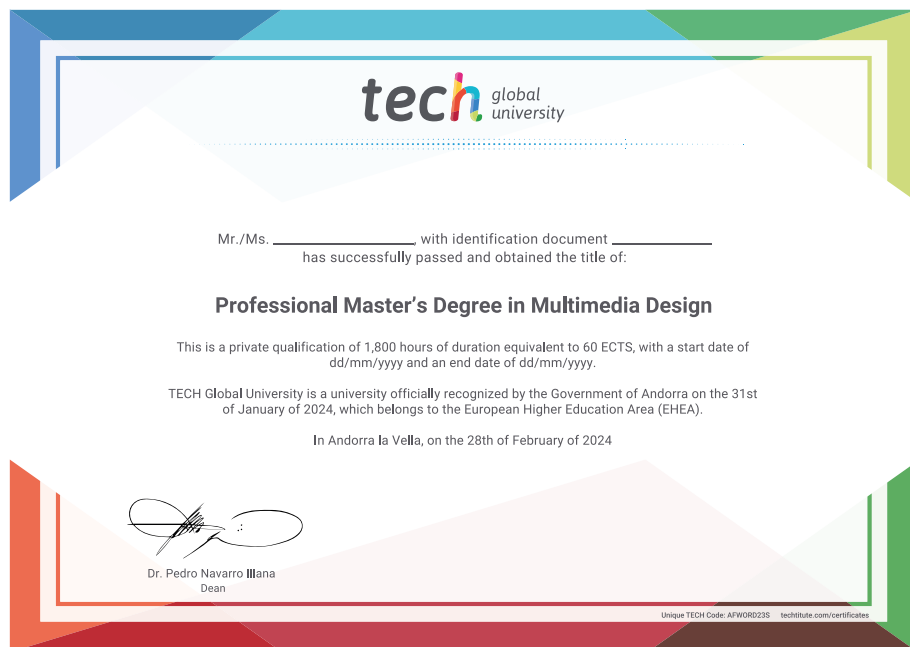 tech global university
Mr./Ms. ________________, with identification document ____________
has successfully passed and obtained the title of:
Professional Master’s Degree in Multimedia Design
This is a private qualification of 1,800 hours of duration equivalent to 60 ECTS, with a start date of
dd/mm/yyyy and an end date of dd/mm/yyyy.
TECH Global University is a university officially recognized by the Government of Andorra on the 31st
of January of 2024, which belongs to the European Higher Education Area (EHEA).
In Andorra la Vella, on the 28th of February of 2024
Dr. Pedro Navarro Illana
Dean
Unique TECH Code: AFWORD23S techtitute.com/certificates